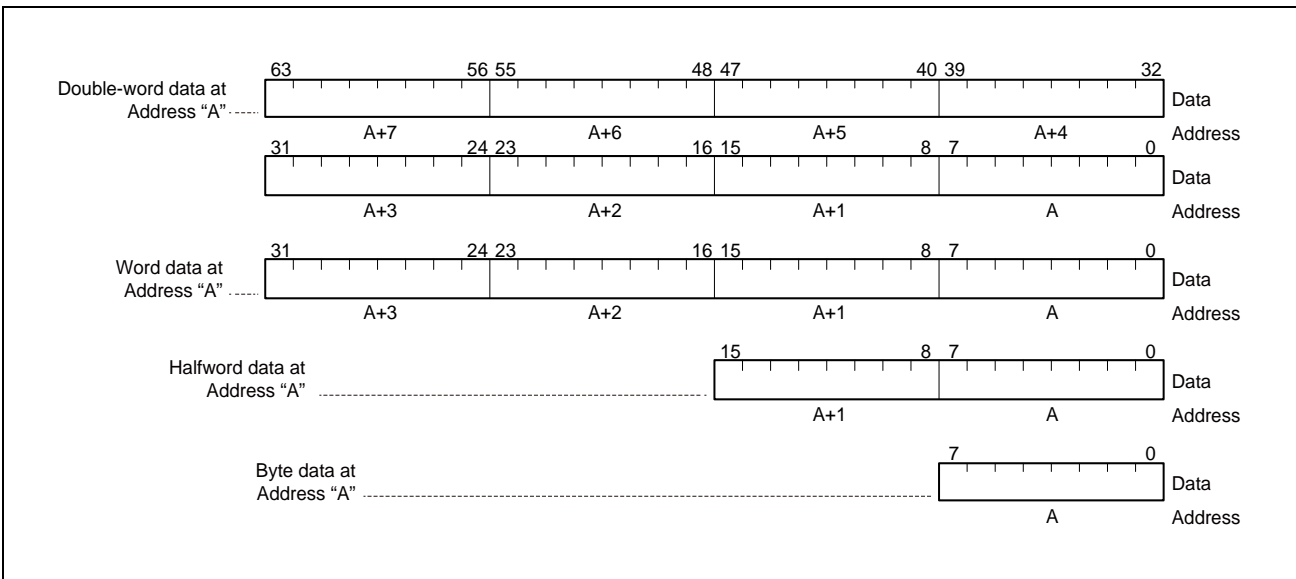 63 56 55 48 47 40 39 32
Double-word data at
Address “A”
Data
A+7 A+6 A+5 A+4 Address
31 24 23 16 15 8 7 0
Data
A+3 A+2 A+1 A Address
31 24 23 16 15 8 7 0
Word data at
Address “A”
Data
A+3 A+2 A+1 A Address
15 8 7 0
Halfword data at
Address “A”
Data
A+1 A Address
7 0
Byte data at
Address “A”
Data
A Address